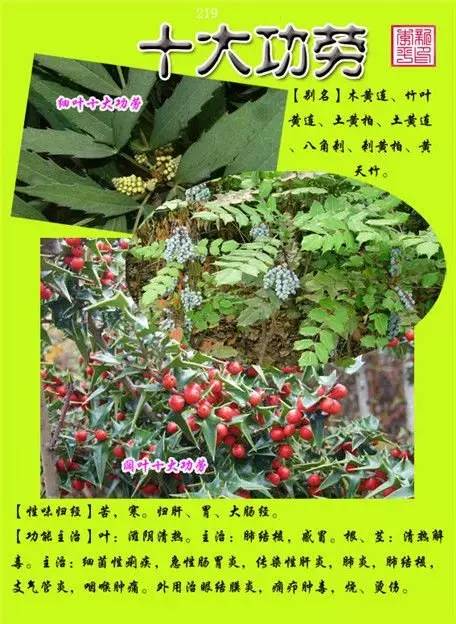 219
十大功劳
细叶十大功劳
【别名】木黄连、竹叶
黄连、土黄柏、土黄连
、八角刺、刺黄柏、黄
天竹。
阔叶十大功劳
【性味归经】苦，寒。归肝、胃、大肠经。
【功能主治】叶：滋阴清热。主治：肺结核，感冒。根、茎：清热解
毒。主治：细菌性痢疾，急性肠胃炎，传染性肝炎，肺炎，肺结核，
支气管炎，咽喉肿痛。外用治眼结膜炎，痈疖肿毒，烧、烫伤。